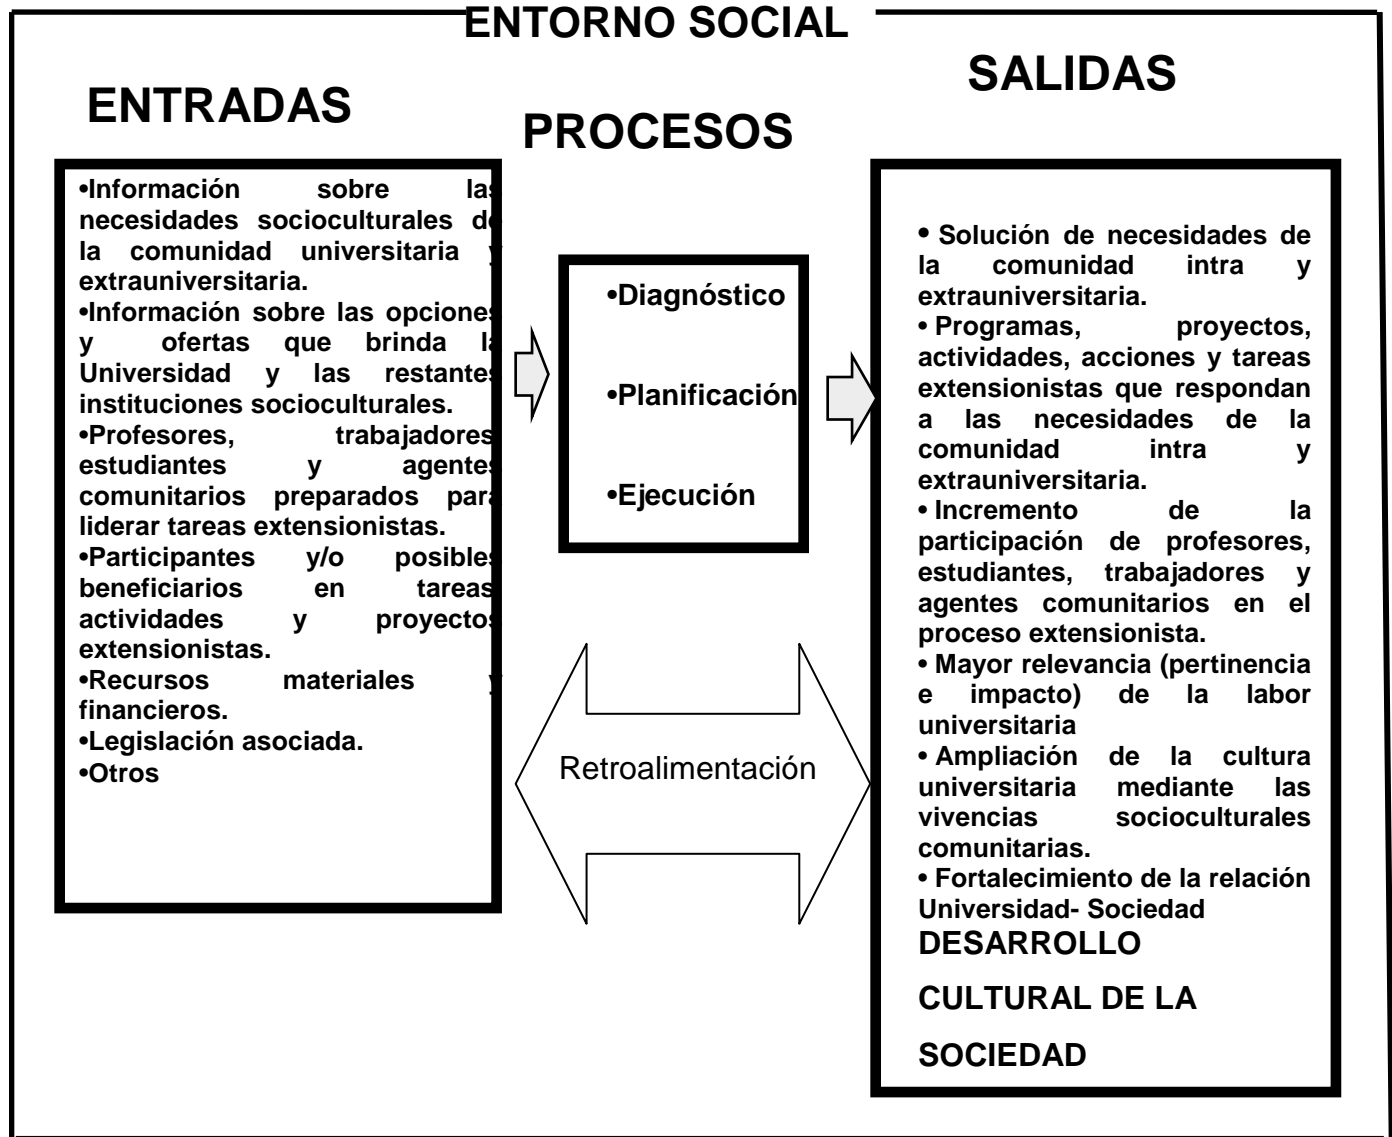 ENTORNO SOCIAL
ENTRADAS
•Información sobre las
necesidades socioculturales de
la comunidad universitaria y
extrauniversitaria.
•Información sobre las opciones
y ofertas que brinda la
Universidad y las restantes
instituciones socioculturales.
•Profesores, trabajadores,
estudiantes y agentes
comunitarios preparados para
liderar tareas extensionistas.
•Participantes y/o posibles
beneficiarios en tareas,
actividades y proyectos
extensionistas.
•Recursos materiales y
financieros.
•Legislación asociada.
•Otros
PROCESOS
•Diagnóstico
•Planificación
•Ejecución
Retroalimentación
SALIDAS
• Solución de necesidades de
la comunidad intra y
extrauniversitaria.
• Programas, proyectos,
actividades, acciones y tareas
extensionistas que respondan
a las necesidades de la
comunidad intra y
extrauniversitaria.
• Incremento de la
participación de profesores,
estudiantes, trabajadores y
agentes comunitarios en el
proceso extensionista.
• Mayor relevancia (pertinencia
e impacto) de la labor
universitaria
• Ampliación de la cultura
universitaria mediante las
vivencias socioculturales
comunitarias.
• Fortalecimiento de la relación
Universidad- Sociedad
DESARROLLO
CULTURAL DE LA
SOCIEDAD